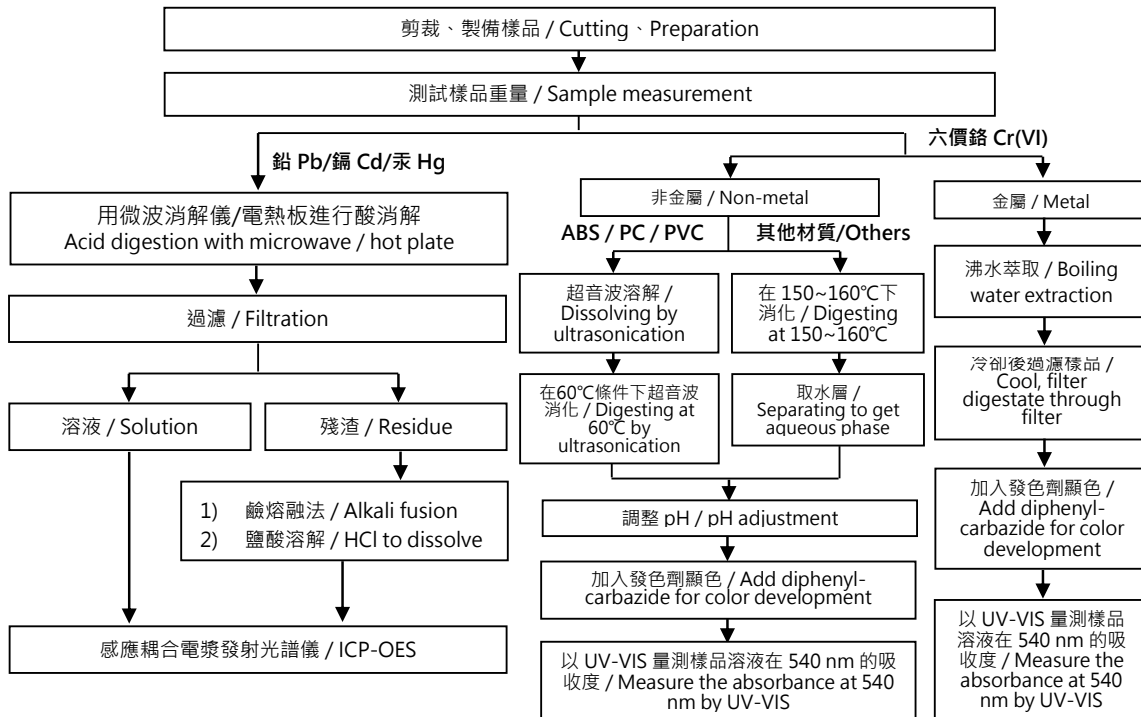 剪裁、製備樣品 / Cutting、Preparation
測試樣品重量 / Sample measurement
鉛 Pb/鎘 Cd/汞 Hg
六價鉻 Cr(VI)
用微波消解儀/電熱板進行酸消解
Acid digestion with microwave / hot plate
過濾 / Filtration
溶液 / Solution
殘渣 / Residue
1) 鹼熔融法 / Alkali fusion
2) 鹽酸溶解 / HCl to dissolve
感應耦合電漿發射光譜儀 / ICP-OES
非金屬 / Non-metal
ABS / PC / PVC
其他材質/Others
超音波溶解 /
Dissolving by
ultrasonication
在60℃條件下超音波
消化 / Digesting at
60℃ by
ultrasonication
在 150~160℃下
消化 / Digesting
at 150~160℃
取水層 /
Separating to get
aqueous phase
調整 pH / pH adjustment
加入發色劑顯色 / Add diphenyl-
carbazide for color development
以 UV-VIS 量測樣品溶液在 540 nm 的吸
收度 / Measure the absorbance at 540
nm by UV-VIS
金屬 / Metal
沸水萃取 / Boiling
water extraction
冷卻後過濾樣品 /
Cool, filter
digestate through
filter
加入發色劑顯色 /
Add diphenyl-
carbazide for color
development
以 UV-VIS 量測樣品
溶液在 540 nm 的吸
收度 / Measure the
absorbance at 540
nm by UV-VIS